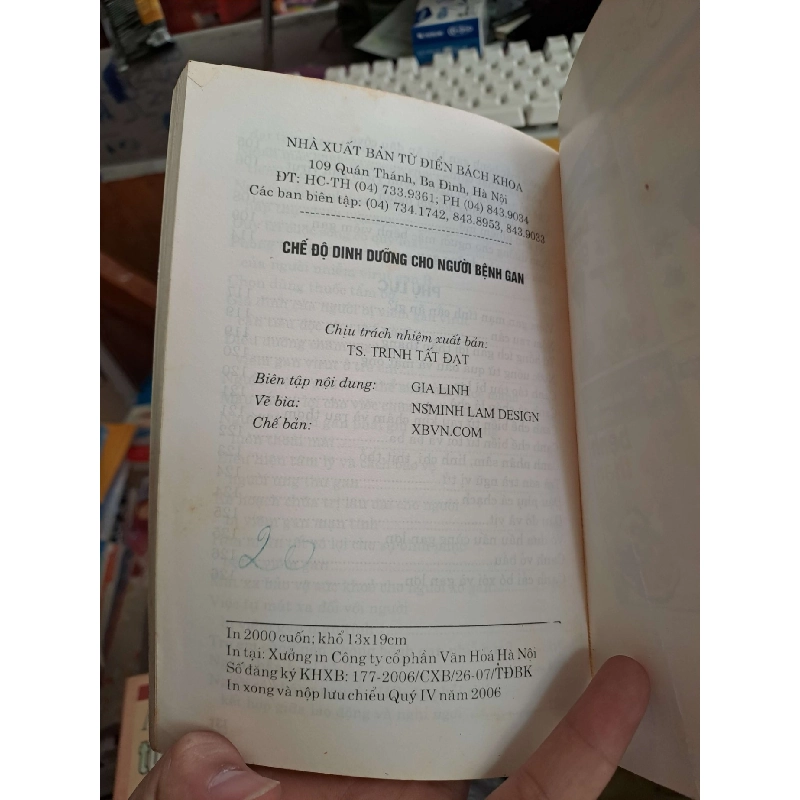 NHÀ XUẤT BẢN TỪ ĐIỂN BÁCH KHOA
109 Quán Thánh, Ba Đình, Hà Nội
ĐT: HC-TH (04) 733.9361; PH (04) 843.9034
Các ban biên tập: (04) 734.1742, 843.8953, 843.9033
CHẾ ĐỘ DINH DƯỠNG CHO NGƯỜI BỆNH GAN
Chịu trách nhiệm xuất bản:
TS. TRỊNH TẤT ĐẠT
Biên tập nội dung: GIA LINH
Vẽ bìa: NSMINH LAM DESIGN
Chế bản: XBVN.COM
20
In 2000 cuốn; khổ 13x19cm
In tại: Xưởng in Công ty cổ phần Văn Hoá Hà Nội
Số đăng ký KHXB: 177-2006/CXB/26-07/TĐBK
In xong và nộp lưu chiểu Quý IV năm 2006